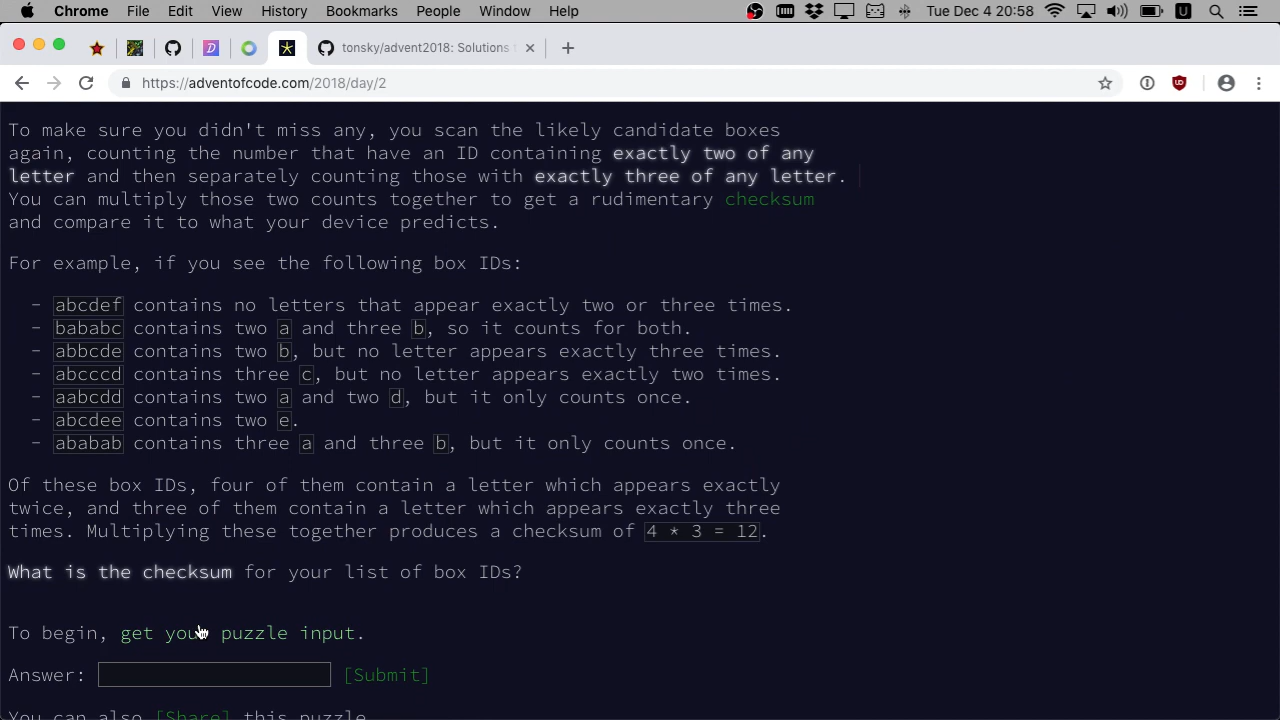 Chrome File Edit View History Bookmarks People Window Help Tue Dec 4 20:58 U
tonsky/advent2018: Solutions
https://adventofcode.com/2018/day/2
To make sure you didn't miss any, you scan the likely candidate boxes
again, counting the number that have an ID containing exactly two of any
letter and then separately counting those with exactly three of any letter.
You can multiply those two counts together to get a rudimentary checksum
and compare it to what your device predicts.
For example, if you see the following box IDs:
- abcdef contains no letters that appear exactly two or three times.
- bababc contains two a and three b, so it counts for both.
- abbcde contains two b, but no letter appears exactly three times.
- abcccd contains three c, but no letter appears exactly two times.
- aabcdd contains two a and two d, but it only counts once.
- abcdee contains two e.
- ababab contains three a and three b, but it only counts once.
Of these box IDs, four of them contain a letter which appears exactly
twice, and three of them contain a letter which appears exactly three
times. Multiplying these together produces a checksum of 4 * 3 = 12.
What is the checksum for your list of box IDs?
To begin, get your puzzle input.
Answer: [Submit]
You can also [Share] this puzzle.